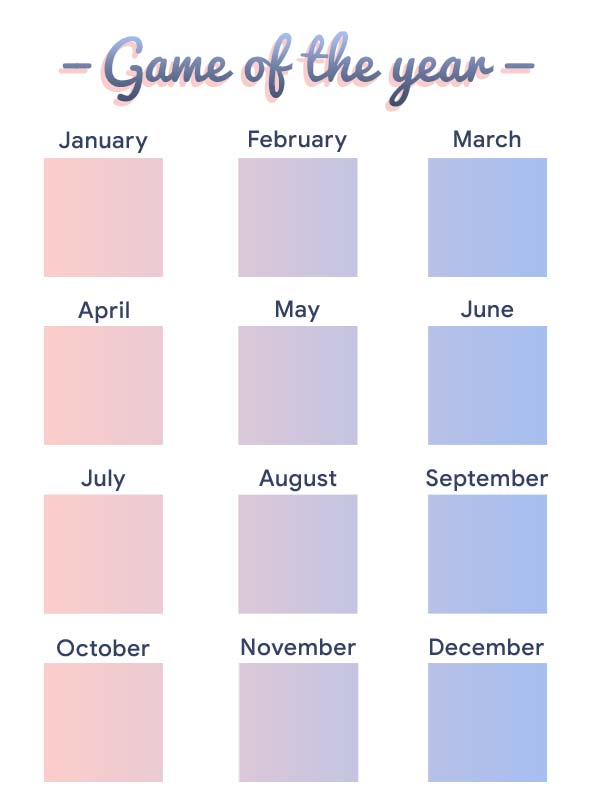 – Game of the year –
January February March
April May June
July August September
October November December